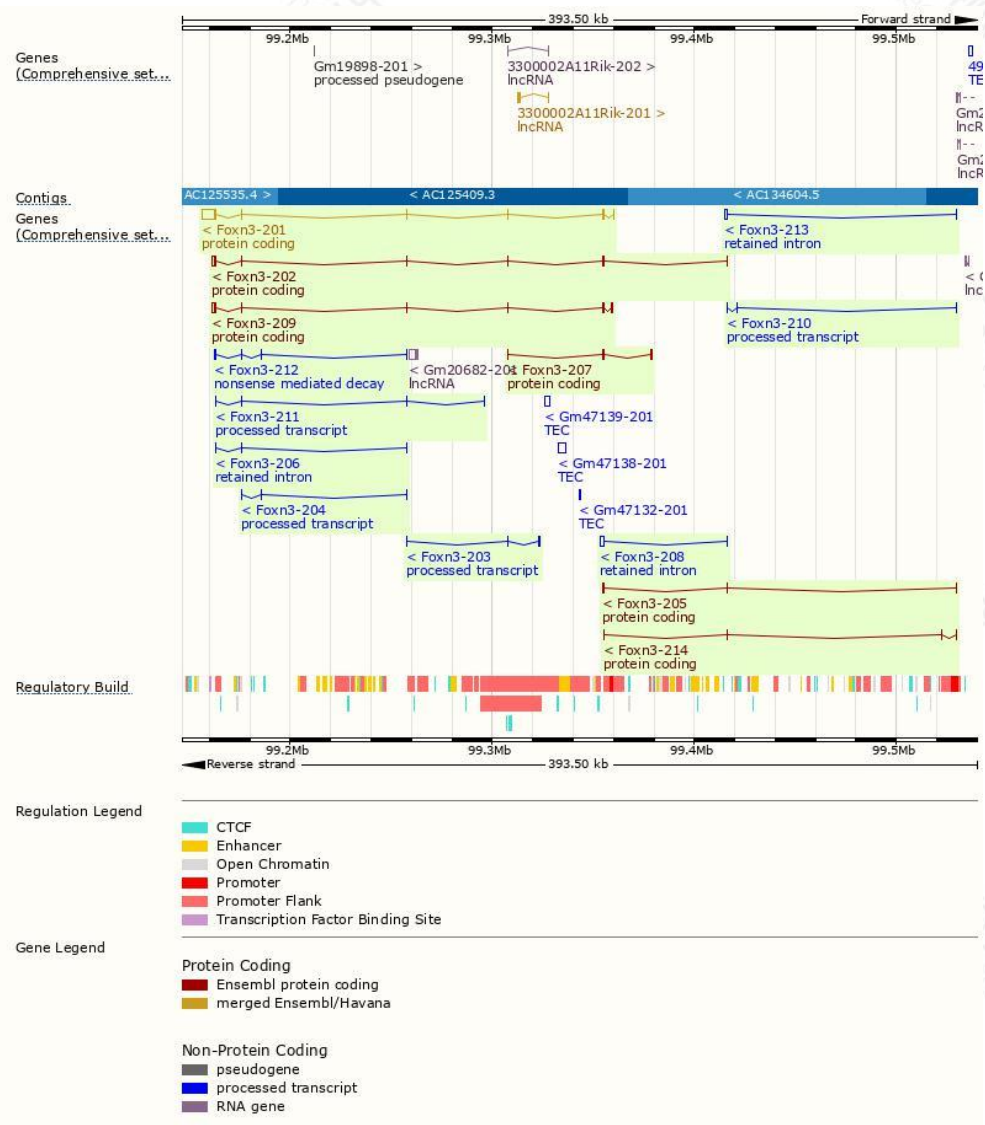 393.50 kb Forward strand
99.2Mb 99.3Mb 99.4Mb 99.5Mb
Genes
(Comprehensive set...
Gm19898-201 >
processed pseudogene
3300002A11Rik-202 >
lncRNA
3300002A11Rik-201 >
lncRNA
49
TE
Gm2
lncR
Gm2
lncR
Contigs
AC125535.4 > < AC125409.3 < AC134604.5
Genes
(Comprehensive set...
< Foxn3-201
protein coding
< Foxn3-213
retained intron
< Foxn3-202
protein coding
< G
lnc
< Foxn3-209
protein coding
< Foxn3-210
processed transcript
< Foxn3-212
nonsense mediated decay
< Gm20682-201
lncRNA
< Foxn3-207
protein coding
< Foxn3-211
processed transcript
< Gm47139-201
TEC
< Foxn3-206
retained intron
< Gm47138-201
TEC
< Foxn3-204
processed transcript
< Gm47132-201
TEC
< Foxn3-203
processed transcript
< Foxn3-208
retained intron
< Foxn3-205
protein coding
< Foxn3-214
protein coding
Regulatory Build
99.2Mb 99.3Mb 99.4Mb 99.5Mb
Reverse strand 393.50 kb
Regulation Legend
CTCF
Enhancer
Open Chromatin
Promoter
Promoter Flank
Transcription Factor Binding Site
Gene Legend
Protein Coding
Ensembl protein coding
merged Ensembl/Havana
Non-Protein Coding
pseudogene
processed transcript
RNA gene